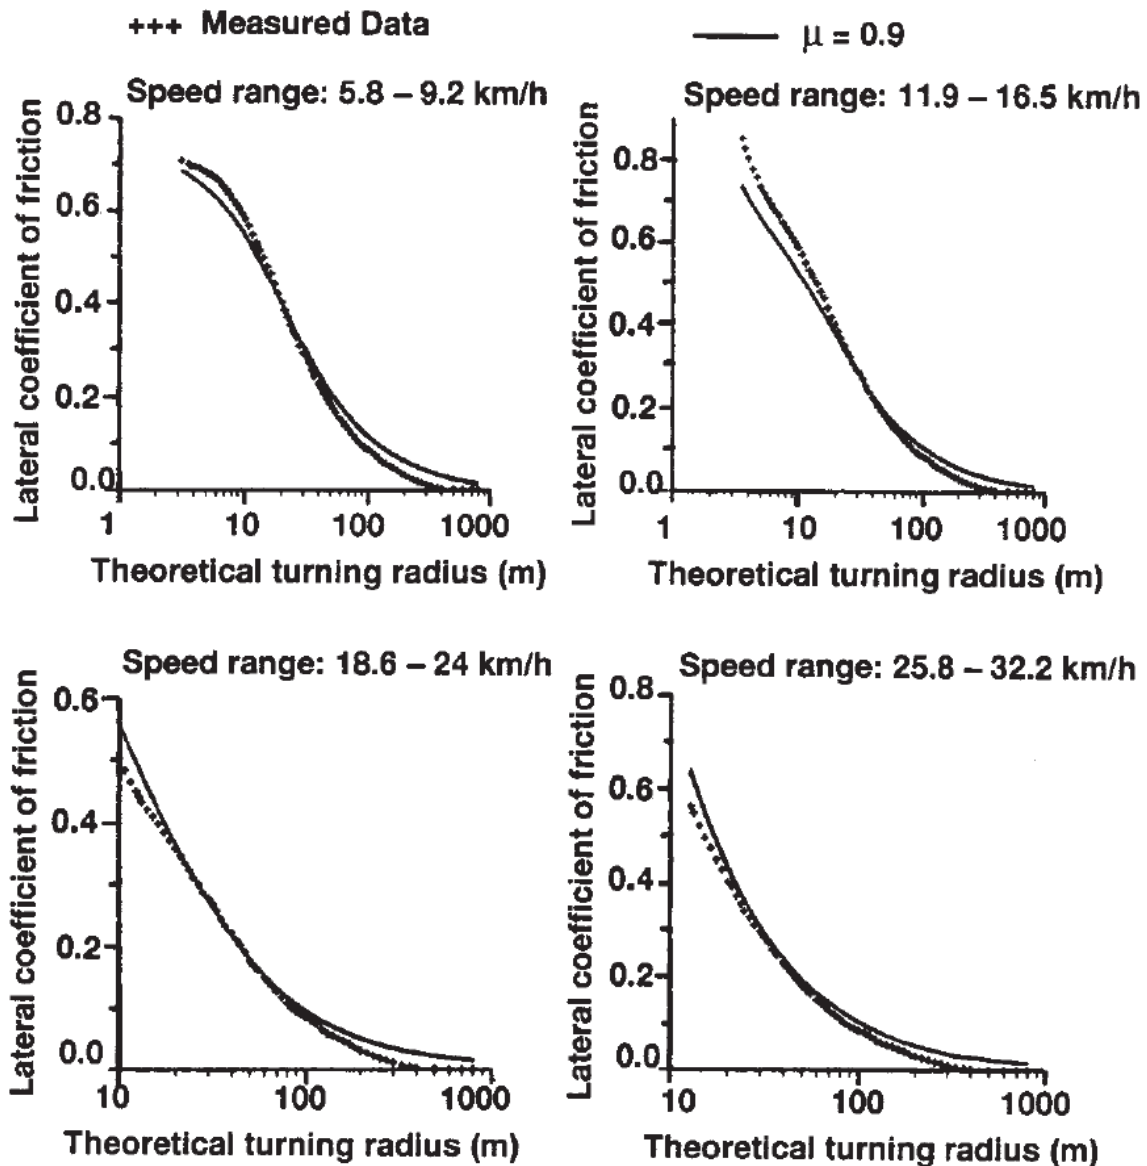 +++ Measured Data
μ = 0.9
Speed range: 5.8 – 9.2 km/h
Lateral coefficient of friction
0.8
0.6
0.4
0.2
0.0
1 10 100 1000
Theoretical turning radius (m)
Speed range: 11.9 – 16.5 km/h
Lateral coefficient of friction
0.8
0.6
0.4
0.2
0.0
1 10 100 1000
Theoretical turning radius (m)
Speed range: 18.6 – 24 km/h
Lateral coefficient of friction
0.6
0.4
0.2
0.0
10 100 1000
Theoretical turning radius (m)
Speed range: 25.8 – 32.2 km/h
Lateral coefficient of friction
0.8
0.6
0.4
0.2
0.0
10 100 1000
Theoretical turning radius (m)